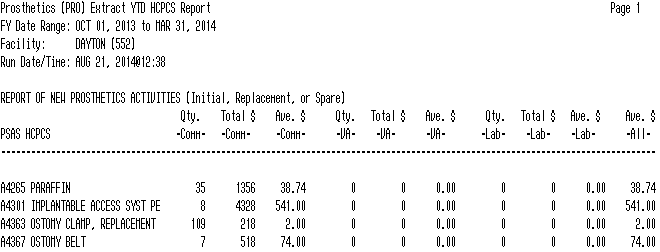 Prosthetics (PRO) Extract YTD HCPCS Report Page 1
FY Date Range: OCT 01, 2013 to MAR 31, 2014
Facility: DAYTON (552)
Run Date/Time: AUG 21, 2014@12:38
REPORT OF NEW PROSTHETICS ACTIVITIES (Initial, Replacement, or Spare)
Qty. Total $ Ave. $ Qty. Total $ Ave. $ Qty. Total $ Ave. $ Ave. $
PSAS HCPCS -Comm- -Comm- -Comm- -VA- -VA- -VA- -Lab- -Lab- -Lab- -All-
--------------------------------------------------------------------------------
A4265 PARAFFIN 35 1356 38.74 0 0 0.00 0 0 0.00 38.74
A4301 IMPLANTABLE ACCESS SYST PE 8 4328 541.00 0 0 0.00 0 0 0.00 541.00
A4363 OSTOMY CLAMP, REPLACEMENT 109 218 2.00 0 0 0.00 0 0 0.00 2.00
A4367 OSTOMY BELT 7 518 74.00 0 0 0.00 0 0 0.00 74.00